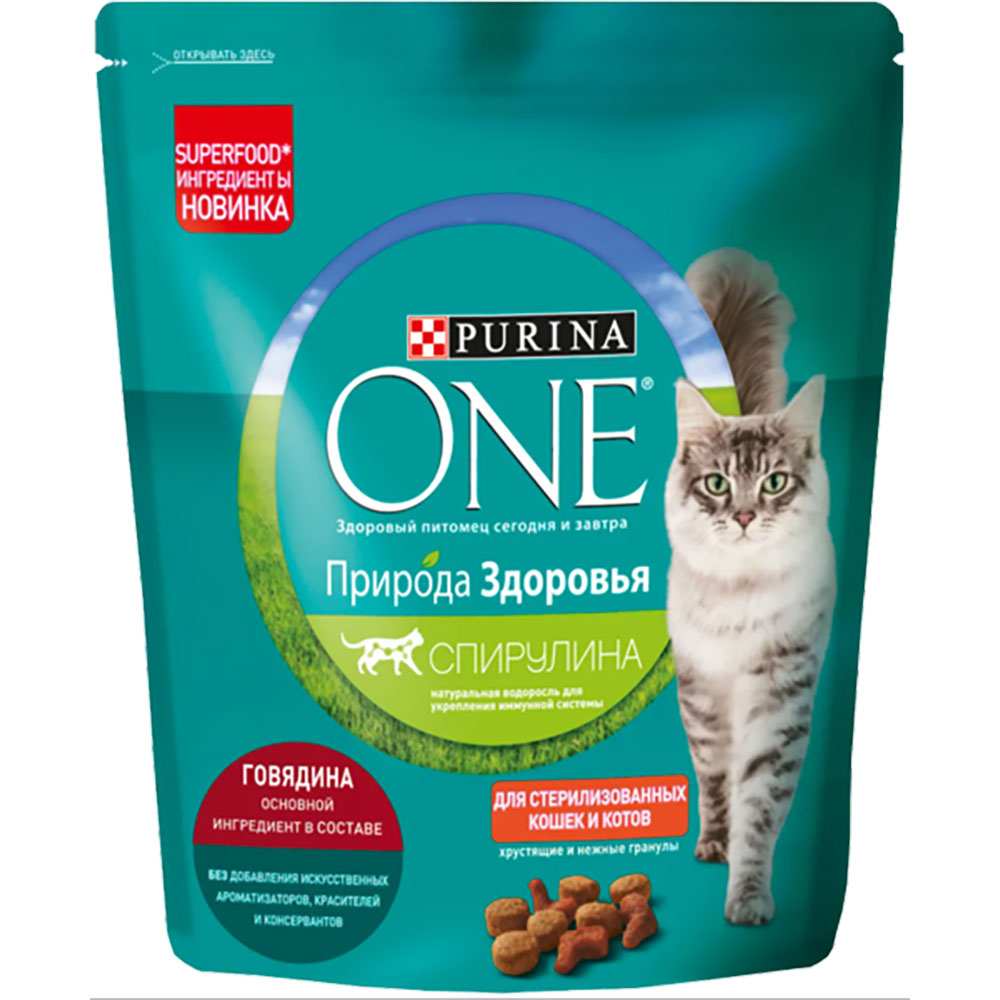 ОТКРЫВАТЬ ЗДЕСЬ
SUPERFOOD*
ИНГРЕДИЕНТЫ
НОВИНКА
PURINA
ONE®
Здоровый питомец сегодня и завтра
Природа Здоровья
СПИРУЛИНА
натуральная водоросль для
укрепления иммунной системы
ГОВЯДИНА
ОСНОВНОЙ
ИНГРЕДИЕНТ В СОСТАВЕ
БЕЗ ДОБАВЛЕНИЯ ИСКУССТВЕННЫХ
АРОМАТИЗАТОРОВ, КРАСИТЕЛЕЙ
И КОНСЕРВАНТОВ
ДЛЯ СТЕРИЛИЗОВАННЫХ
КОШЕК И КОТОВ
хрустящие и нежные гранулы